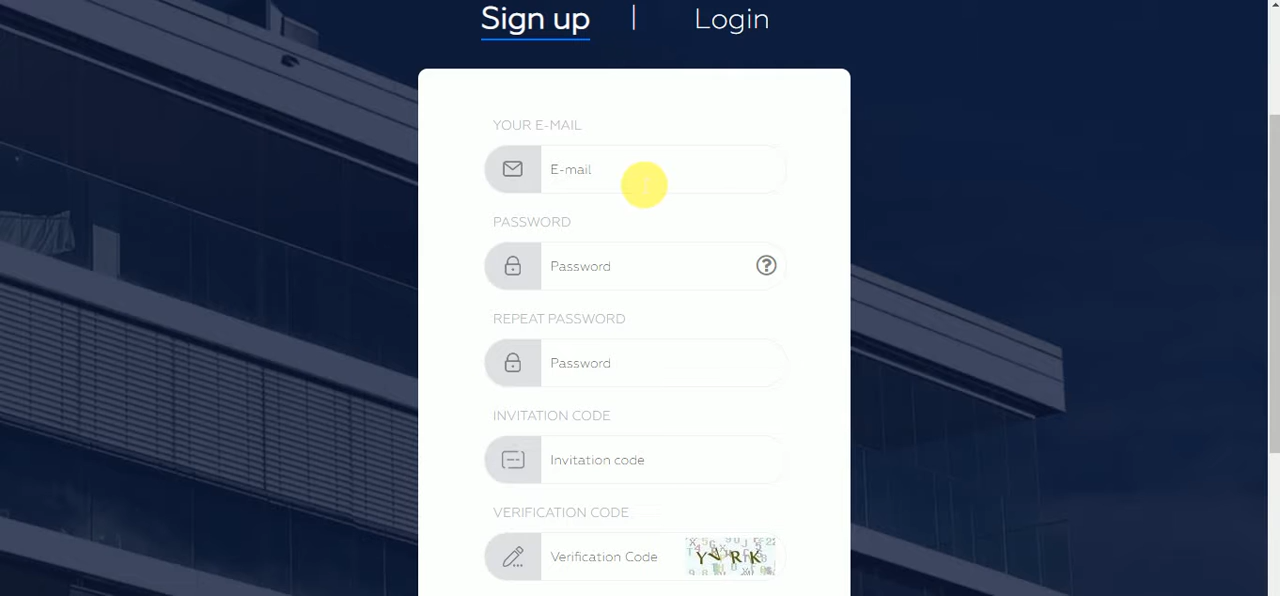 Sign up | Login
YOUR E-MAIL
E-mail
PASSWORD
Password
?
REPEAT PASSWORD
Password
INVITATION CODE
Invitation code
VERIFICATION CODE
Verification Code